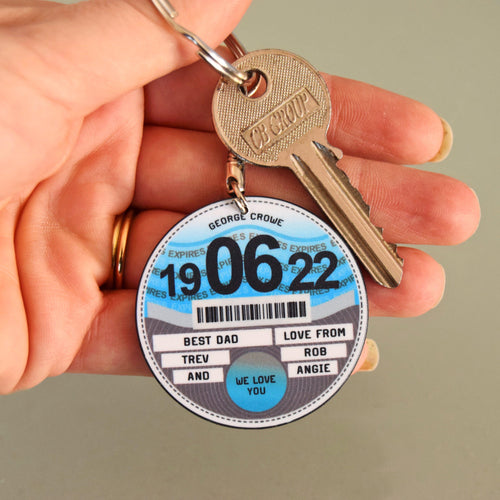 CB GROUP
GEORGE CROWE
EXPIRES EXPIRES EXPIRES
19 06 22
BEST DAD LOVE FROM
TREV ROB
AND ANGIE
WE LOVE
YOU